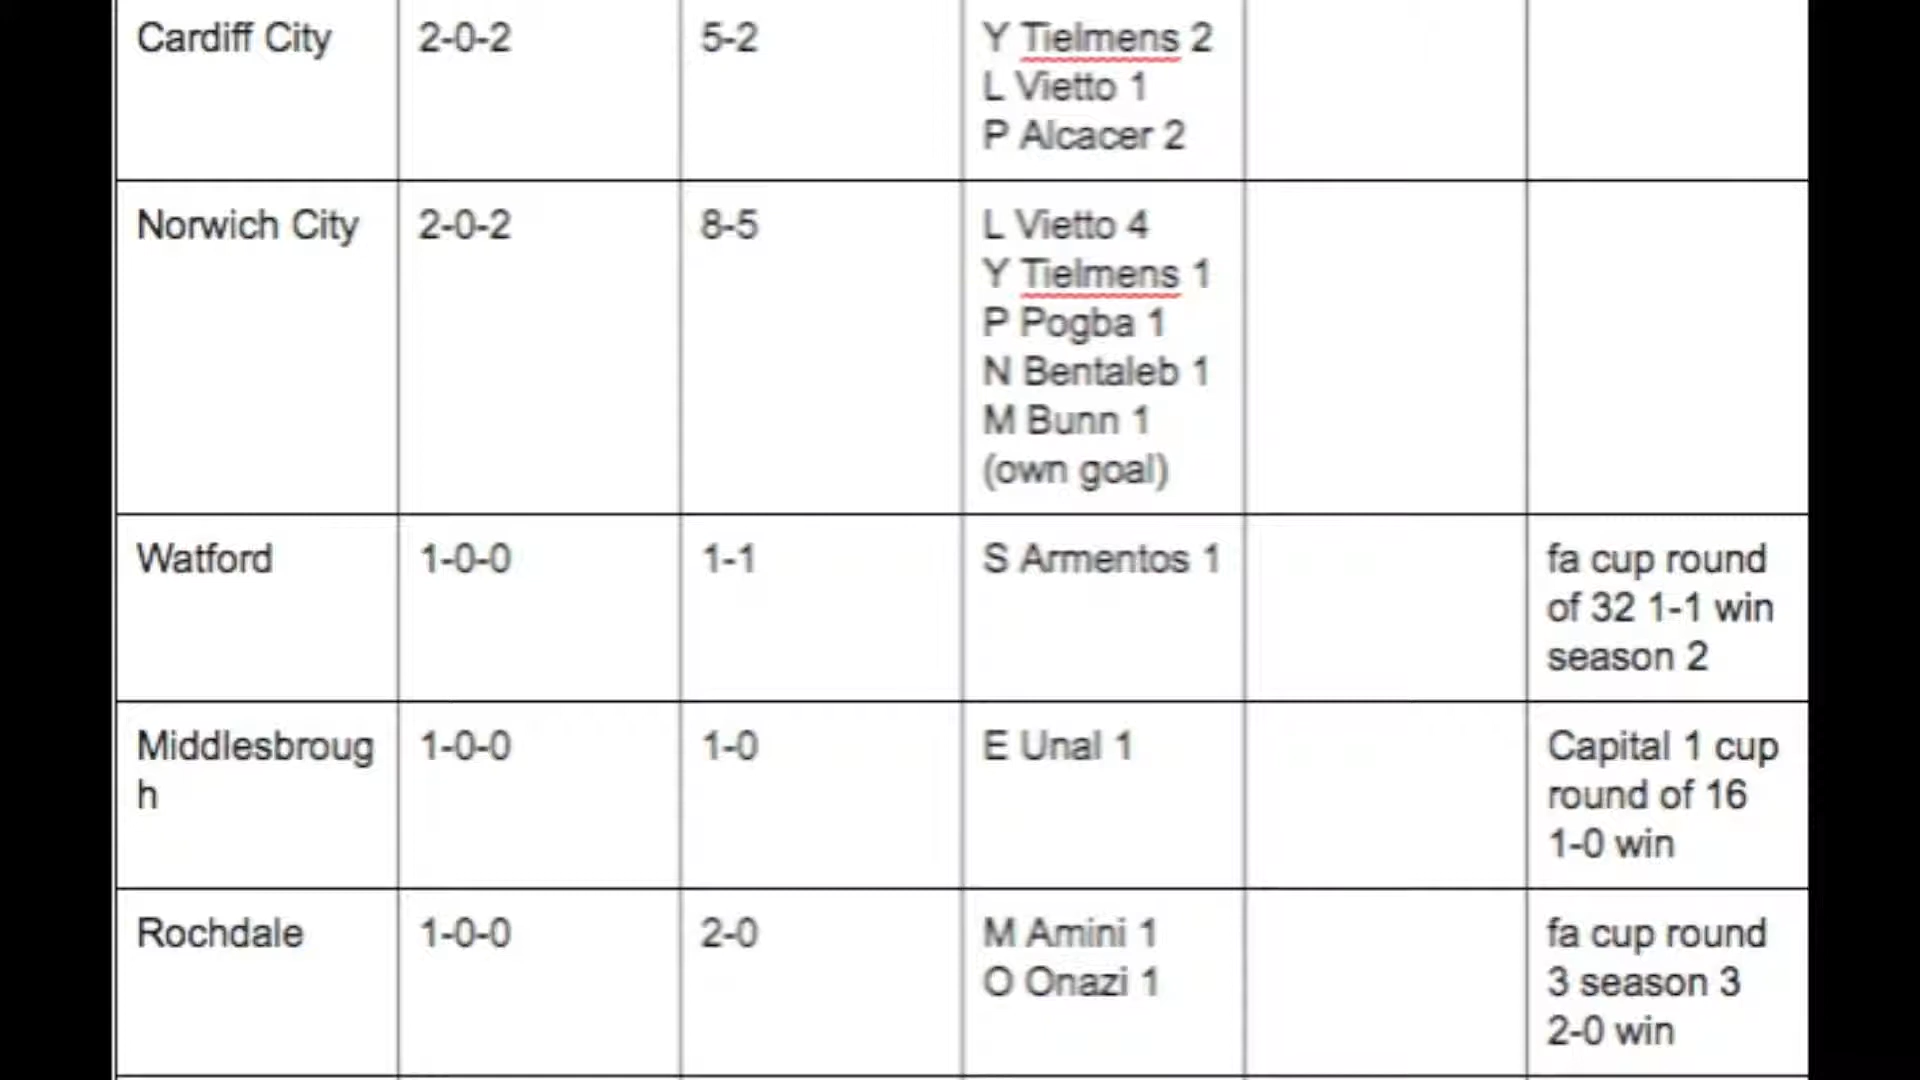 Cardiff City 2-0-2 5-2 Y Tielmens 2
L Vietto 1
P Alcacer 2
Norwich City 2-0-2 8-5 L Vietto 4
Y Tielmens 1
P Pogba 1
N Bentaleb 1
M Bunn 1
(own goal)
Watford 1-0-0 1-1 S Armentos 1 fa cup round
of 32 1-1 win
season 2
Middlesbroug 1-0-0 1-0 E Unal 1 Capital 1 cup
h round of 16
1-0 win
Rochdale 1-0-0 2-0 M Amini 1 fa cup round
O Onazi 1 3 season 3
2-0 win